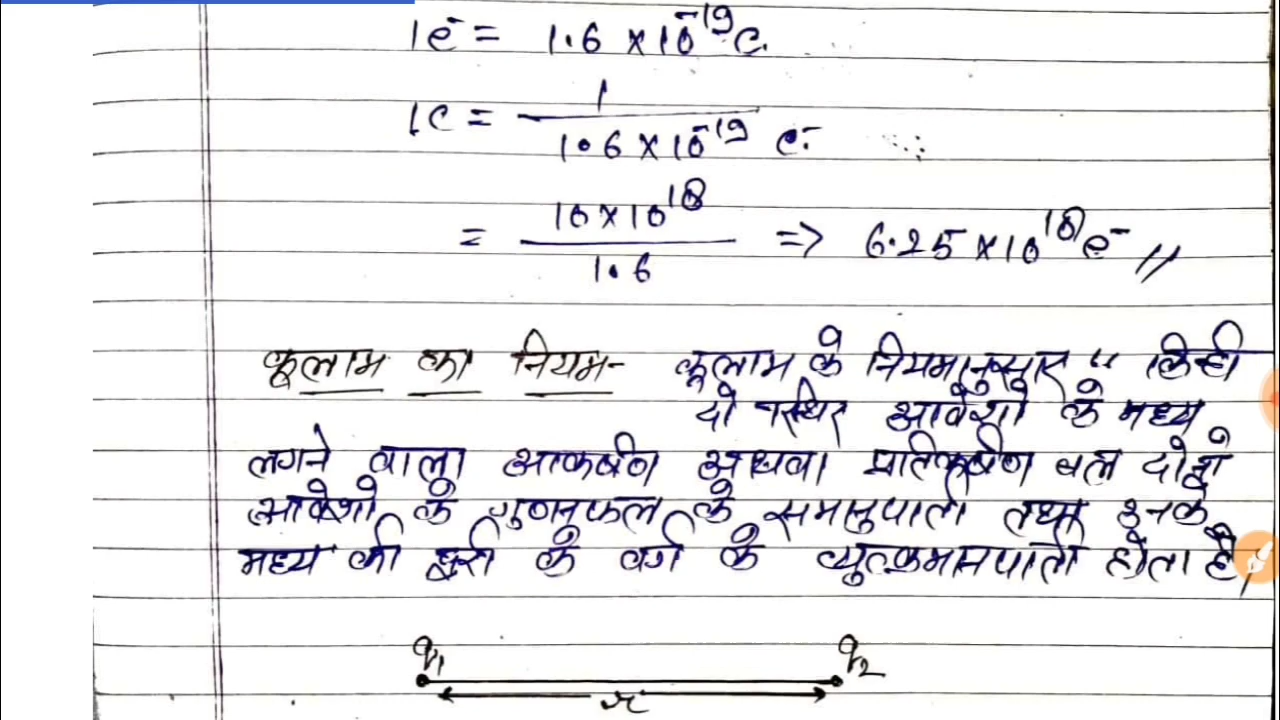 1e⁻ = 1.6 × 10⁻¹⁹ C.
1C = 1 / 1.6 × 10⁻¹⁹ e⁻
= 10 × 10¹⁸ / 1.6 => 6.25 × 10¹⁸ e⁻ //
कूलाम का नियम - कूलाम के नियमानुसार " किन्ही
दो स्थिर आवेशो के मध्य
लगने वाला आकर्षण अथवा प्रतिकर्षण बल दोनो
आवेशो के गुणनफल के समानुपाती तथा इनके
मध्य की दूरी के वर्ग के व्युत्क्रमानुपाती होता है,
q₁ q₂
r